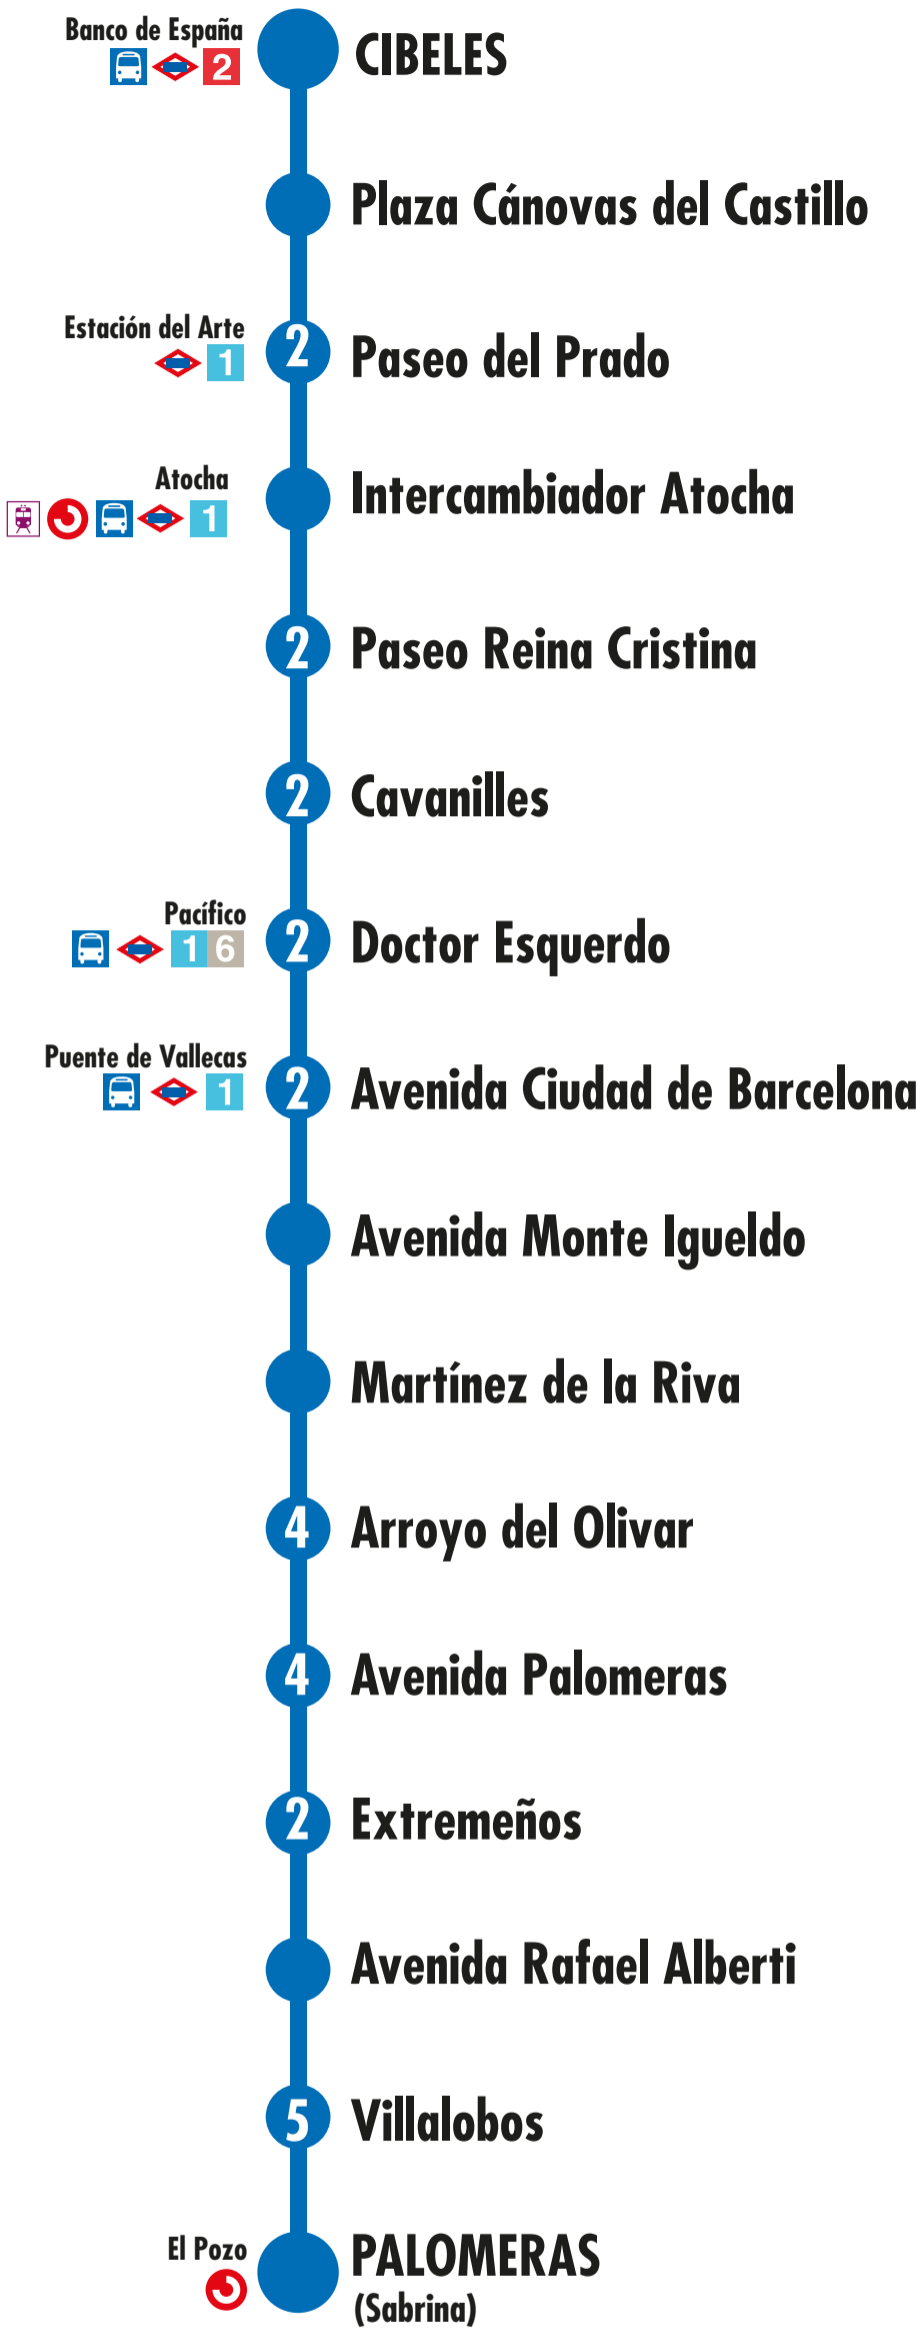 Banco de España
2
CIBELES
Plaza Cánovas del Castillo
Estación del Arte
1
2
Paseo del Prado
Atocha
1
Intercambiador Atocha
2
Paseo Reina Cristina
2
Cavanilles
Pacífico
1 6
2
Doctor Esquerdo
Puente de Vallecas
1
2
Avenida Ciudad de Barcelona
Avenida Monte Igueldo
Martínez de la Riva
4
Arroyo del Olivar
4
Avenida Palomeras
2
Extremeños
Avenida Rafael Alberti
5
Villalobos
El Pozo
PALOMERAS
(Sabrina)